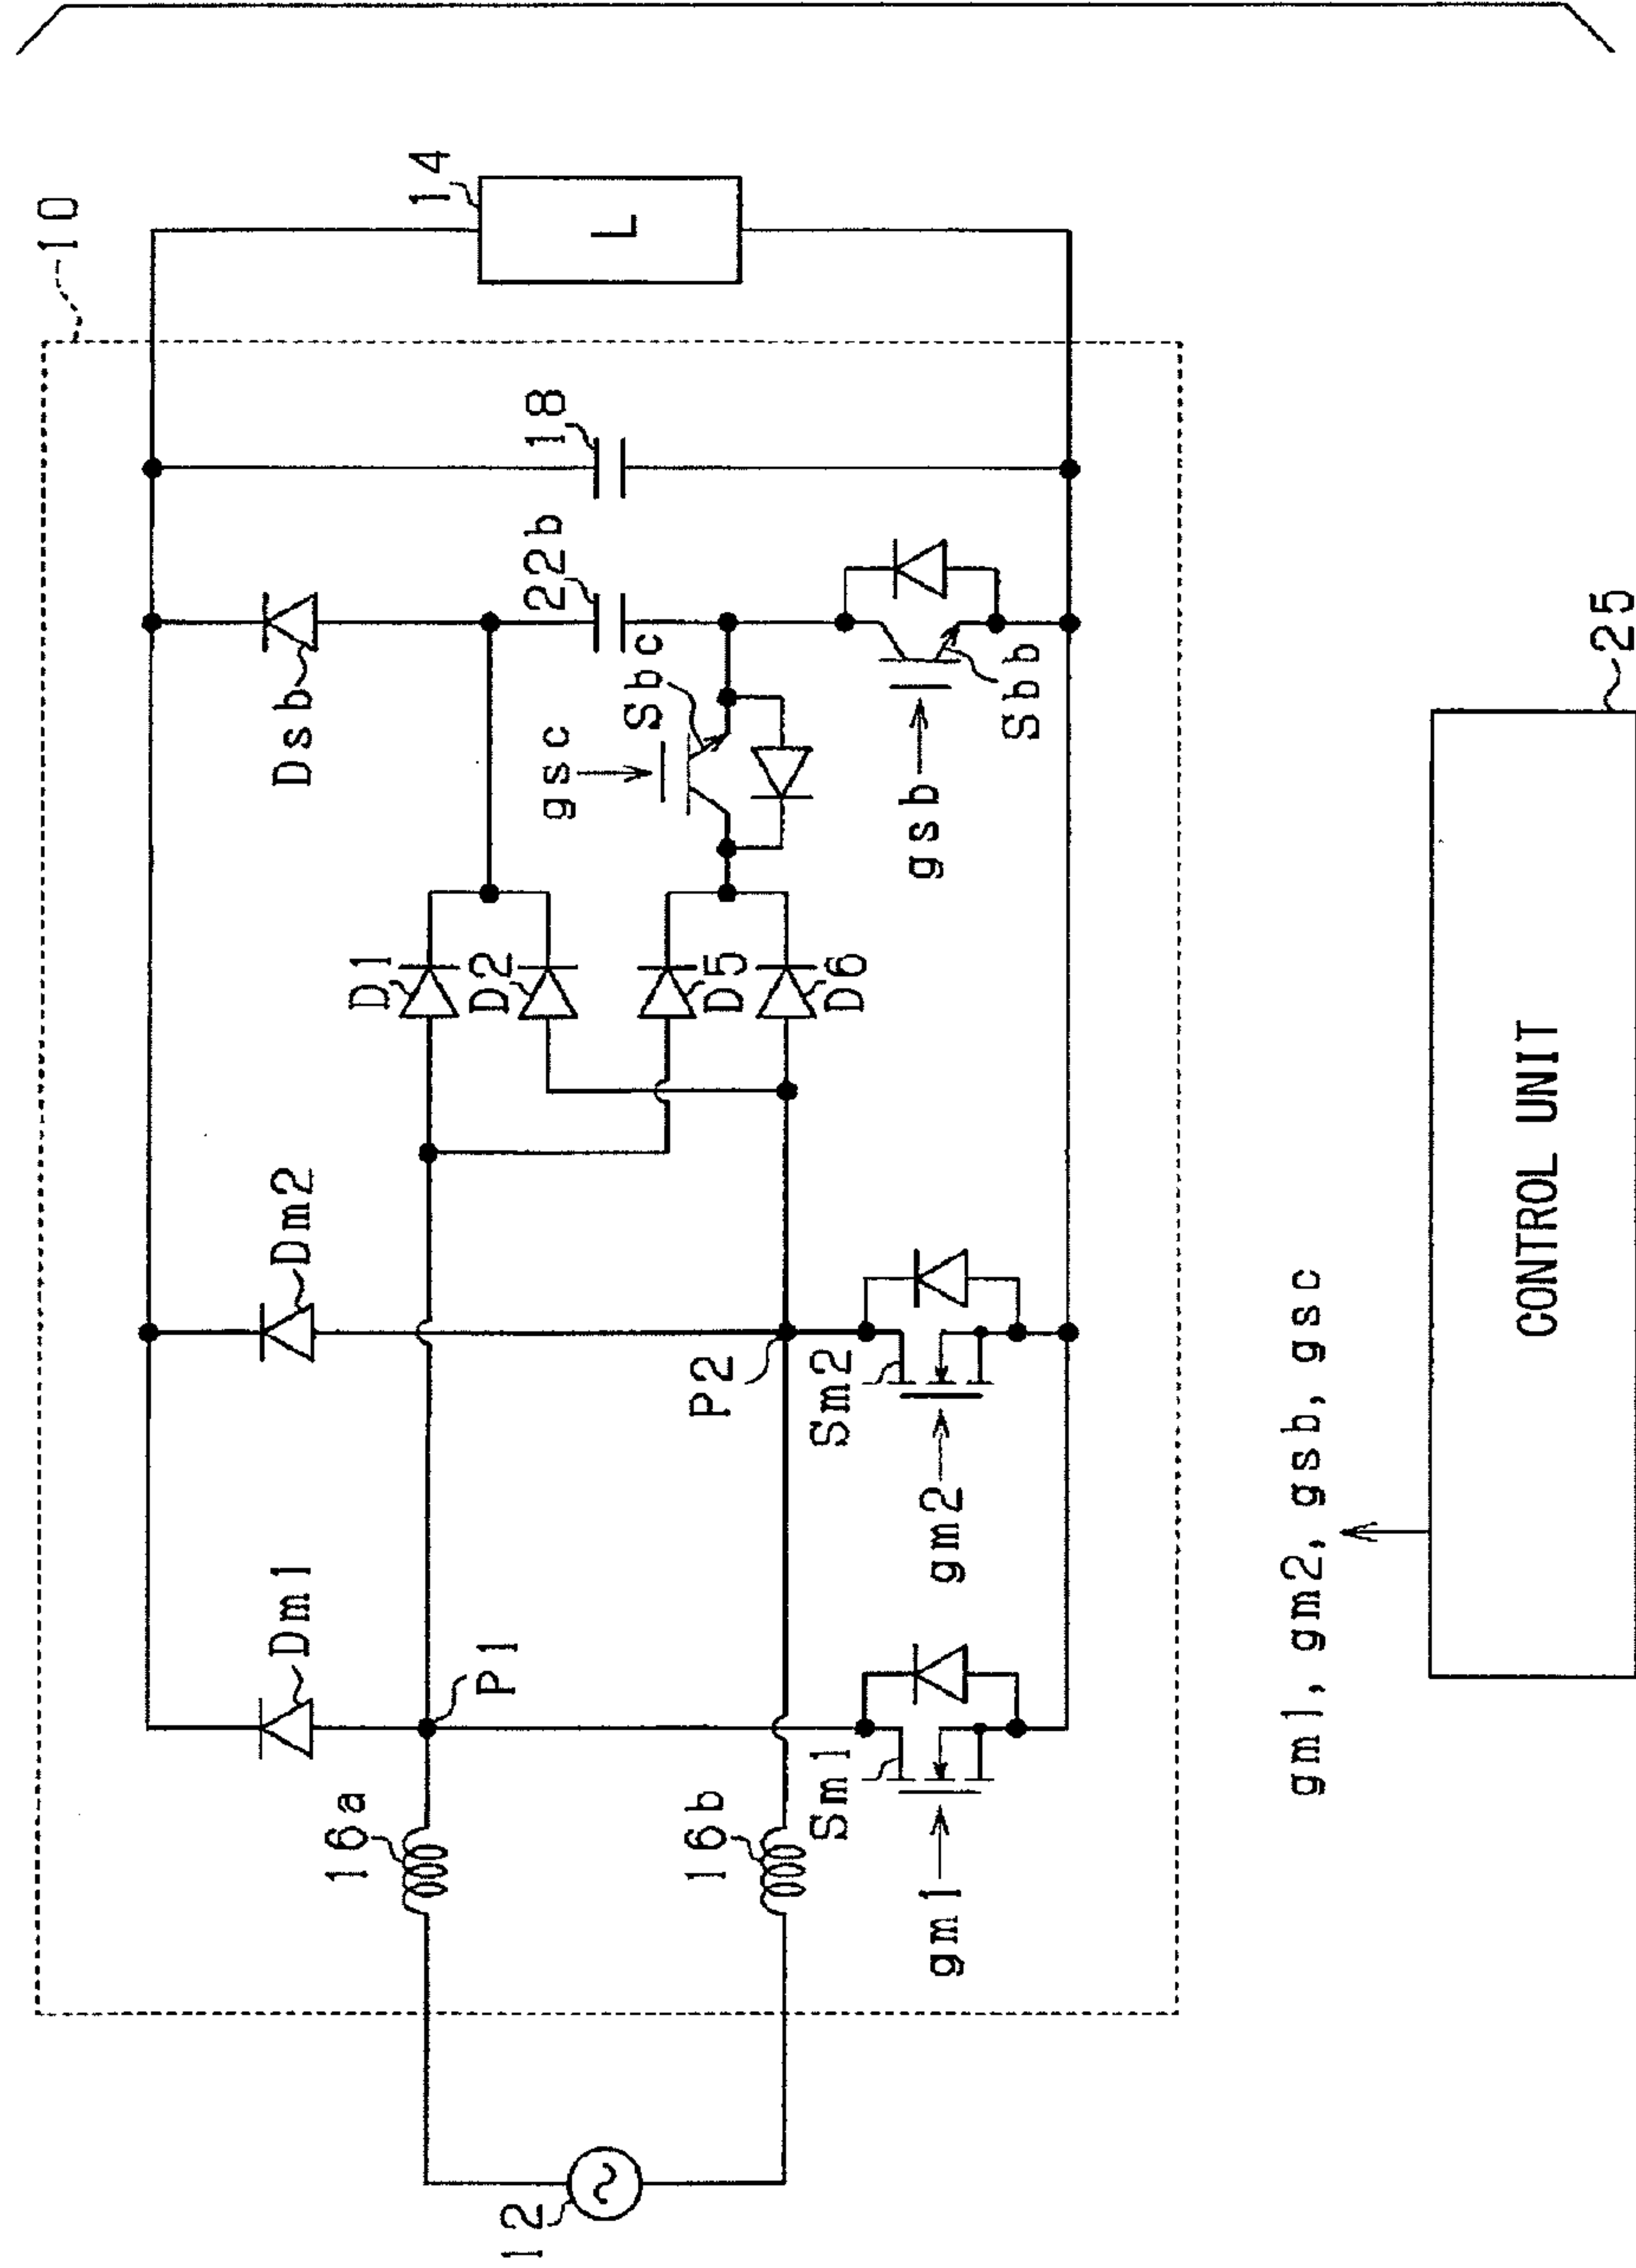 10
14
L
18
22b
Dsb
Sbc
gsc
Sbb
gsb
D1
D2
D5
D6
Dm2
Dm1
P2
P1
Sm2
gm2
16a
16b
Sm1
gm1
12
gm1, gm2, gsb, gsc
CONTROL UNIT
25